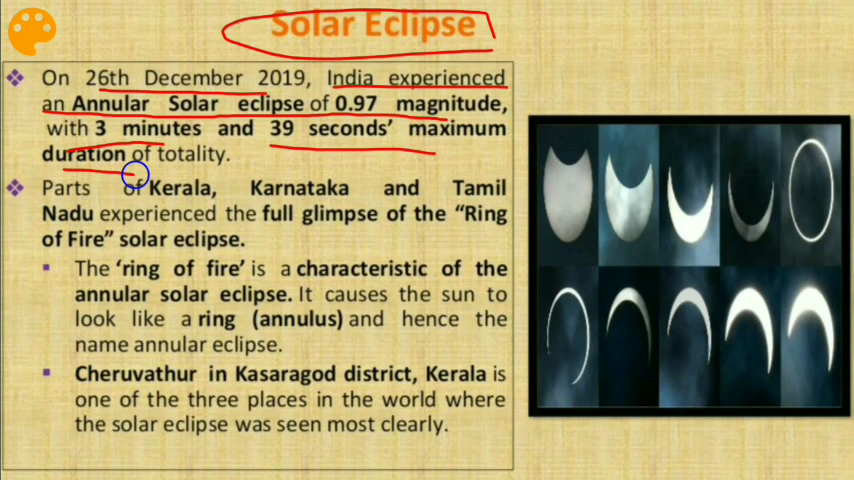 Solar Eclipse
On 26th December 2019, India experienced
an Annular Solar eclipse of 0.97 magnitude,
with 3 minutes and 39 seconds' maximum
duration of totality.
Parts of Kerala, Karnataka and Tamil
Nadu experienced the full glimpse of the "Ring
of Fire" solar eclipse.
The 'ring of fire' is a characteristic of the
annular solar eclipse. It causes the sun to
look like a ring (annulus) and hence the
name annular eclipse.
Cheruvathur in Kasaragod district, Kerala is
one of the three places in the world where
the solar eclipse was seen most clearly.